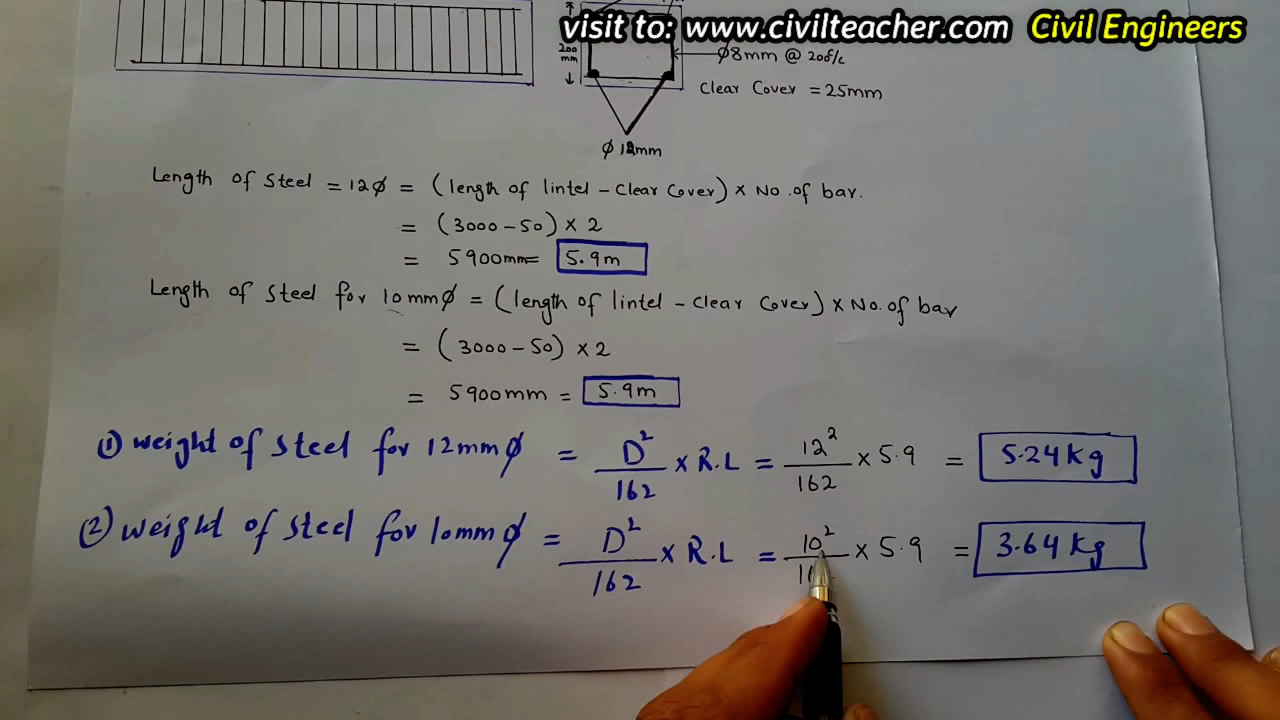 visit to: www.civilteacher.com Civil Engineers
200
mm
ϕ8mm @ 200c/c
Clear Cover = 25mm
ϕ 12mm
Length of Steel = 12ϕ = (length of lintel - Clear Cover) × No. of bar.
= (3000 - 50) × 2
= 5900mm = 5.9m
Length of Steel for 10mmϕ = (length of lintel - Clear Cover) × No. of bar
= (3000 - 50) × 2
= 5900mm = 5.9m
(1) weight of Steel for 12mmϕ = D²/162 × R.L = 12²/162 × 5.9 = 5.24kg
(2) weight of Steel for 10mmϕ = D²/162 × R.L = 10²/16 × 5.9 = 3.64kg